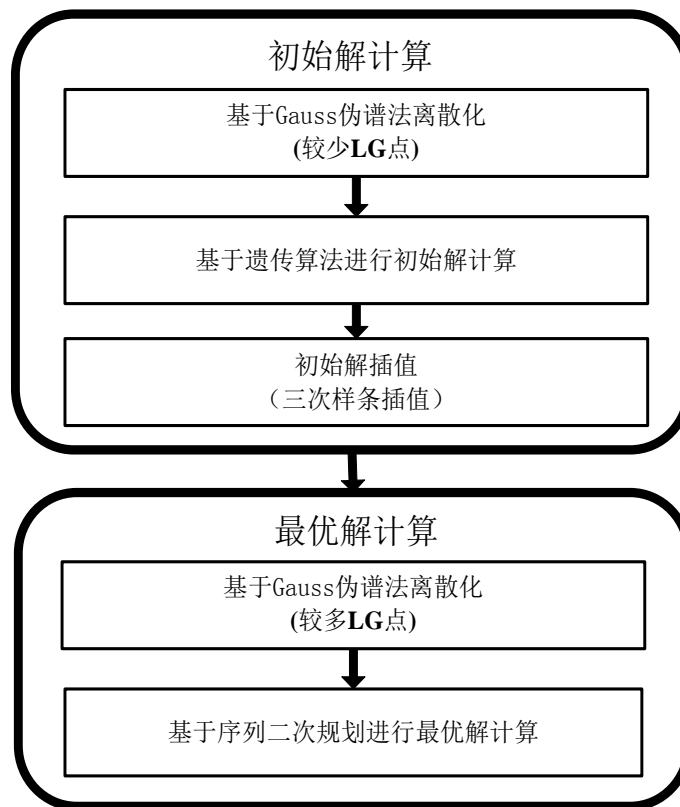 初始解计算
基于Gauss伪谱法离散化
(较少LG点)
基于遗传算法进行初始解计算
初始解插值
（三次样条插值）
最优解计算
基于Gauss伪谱法离散化
(较多LG点)
基于序列二次规划进行最优解计算